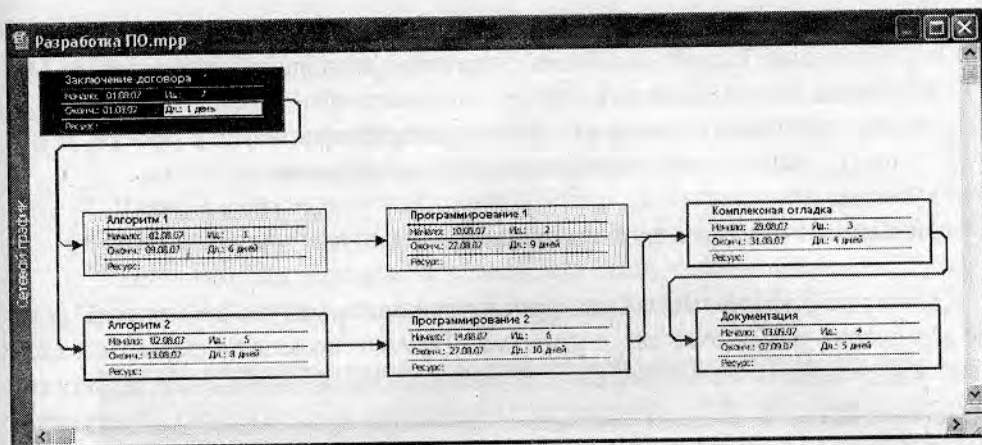 Разработка ПО.mpp
Сетевой график
Заключение договора
Начало: 01.08.07 Ид.: 7
Оконч.: 01.08.07 Дл.: 1 день
Ресурс:
Алгоритм 1
Начало: 02.08.07 Ид.: 1
Оконч.: 09.08.07 Дл.: 6 дней
Ресурс:
Программирование 1
Начало: 10.08.07 Ид.: 2
Оконч.: 22.08.07 Дл.: 9 дней
Ресурс:
Комплексная отладка
Начало: 28.08.07 Ид.: 3
Оконч.: 31.08.07 Дл.: 4 дней
Ресурс:
Алгоритм 2
Начало: 02.08.07 Ид.: 5
Оконч.: 13.08.07 Дл.: 8 дней
Ресурс:
Программирование 2
Начало: 14.08.07 Ид.: 6
Оконч.: 27.08.07 Дл.: 10 дней
Ресурс:
Документация
Начало: 03.09.07 Ид.: 4
Оконч.: 07.09.07 Дл.: 5 дней
Ресурс: